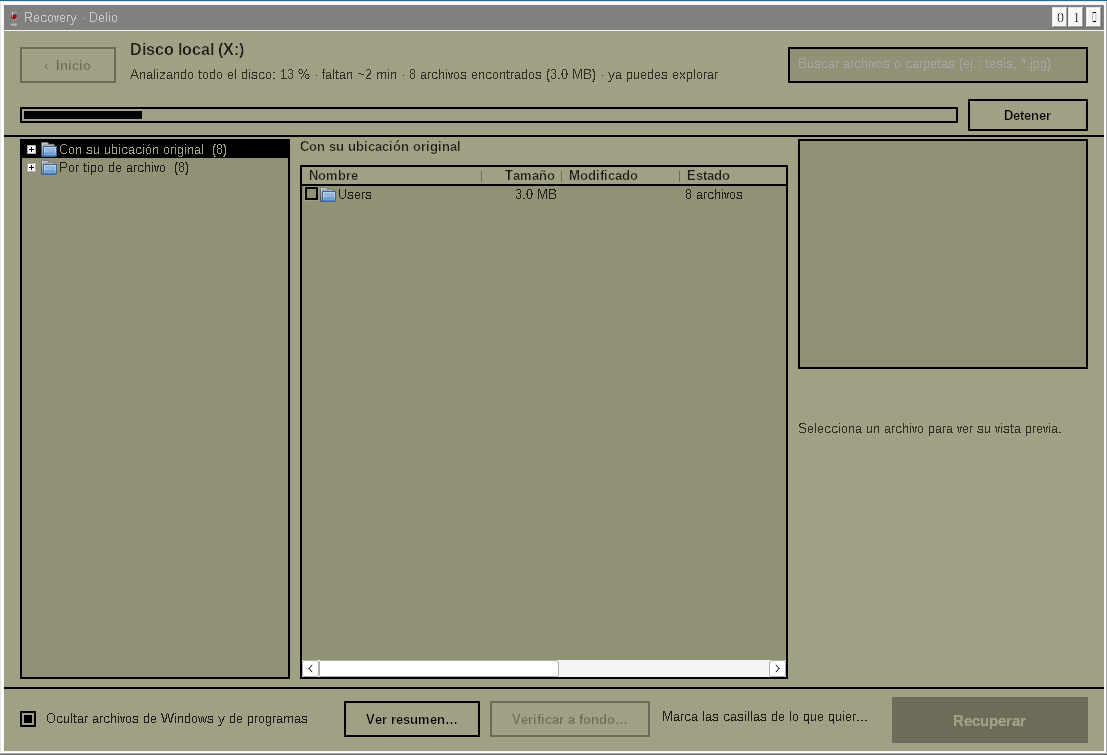 Recovery · Delio
0 1
‹ Inicio
Disco local (X:)
Analizando todo el disco: 13 % · faltan ~2 min · 8 archivos encontrados (3.0 MB) · ya puedes explorar
Buscar archivos o carpetas (ej.: tesis, *.jpg)
Detener
Con su ubicación original (8)
Por tipo de archivo (8)
Con su ubicación original
Nombre Tamaño Modificado Estado
Users 3.0 MB 8 archivos
Selecciona un archivo para ver su vista previa.
Ocultar archivos de Windows y de programas
Ver resumen...
Verificar a fondo...
Marca las casillas de lo que quier...
Recuperar